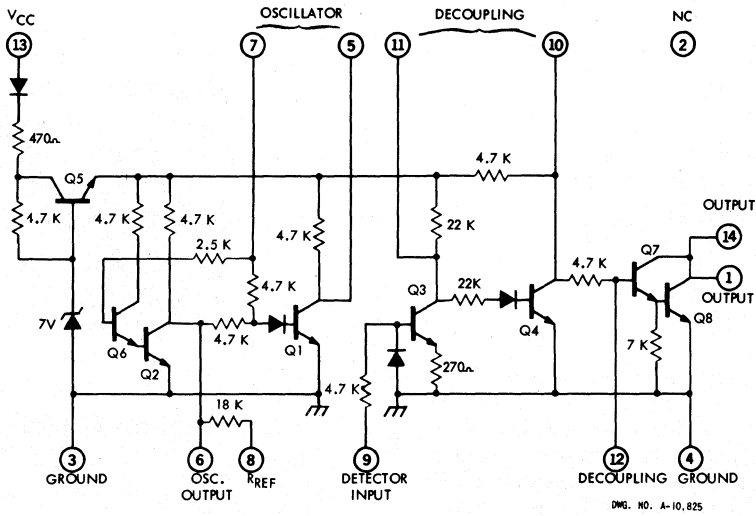 VCC
OSCILLATOR
DECOUPLING
NC
13
7
5
11
10
2
470Ω
Q5
4.7 K
4.7 K
4.7 K
4.7 K
4.7 K
22 K
OUTPUT
14
2.5 K
4.7 K
Q3
22K
4.7 K
Q7
1
OUTPUT
7V
Q6
Q2
4.7 K
Q1
Q4
Q8
270Ω
7 K
4.7 K
18 K
3
6
8
9
12
4
GROUND
OSC.
OUTPUT
RREF
DETECTOR
INPUT
DECOUPLING
GROUND
DWG. NO. A-10,825